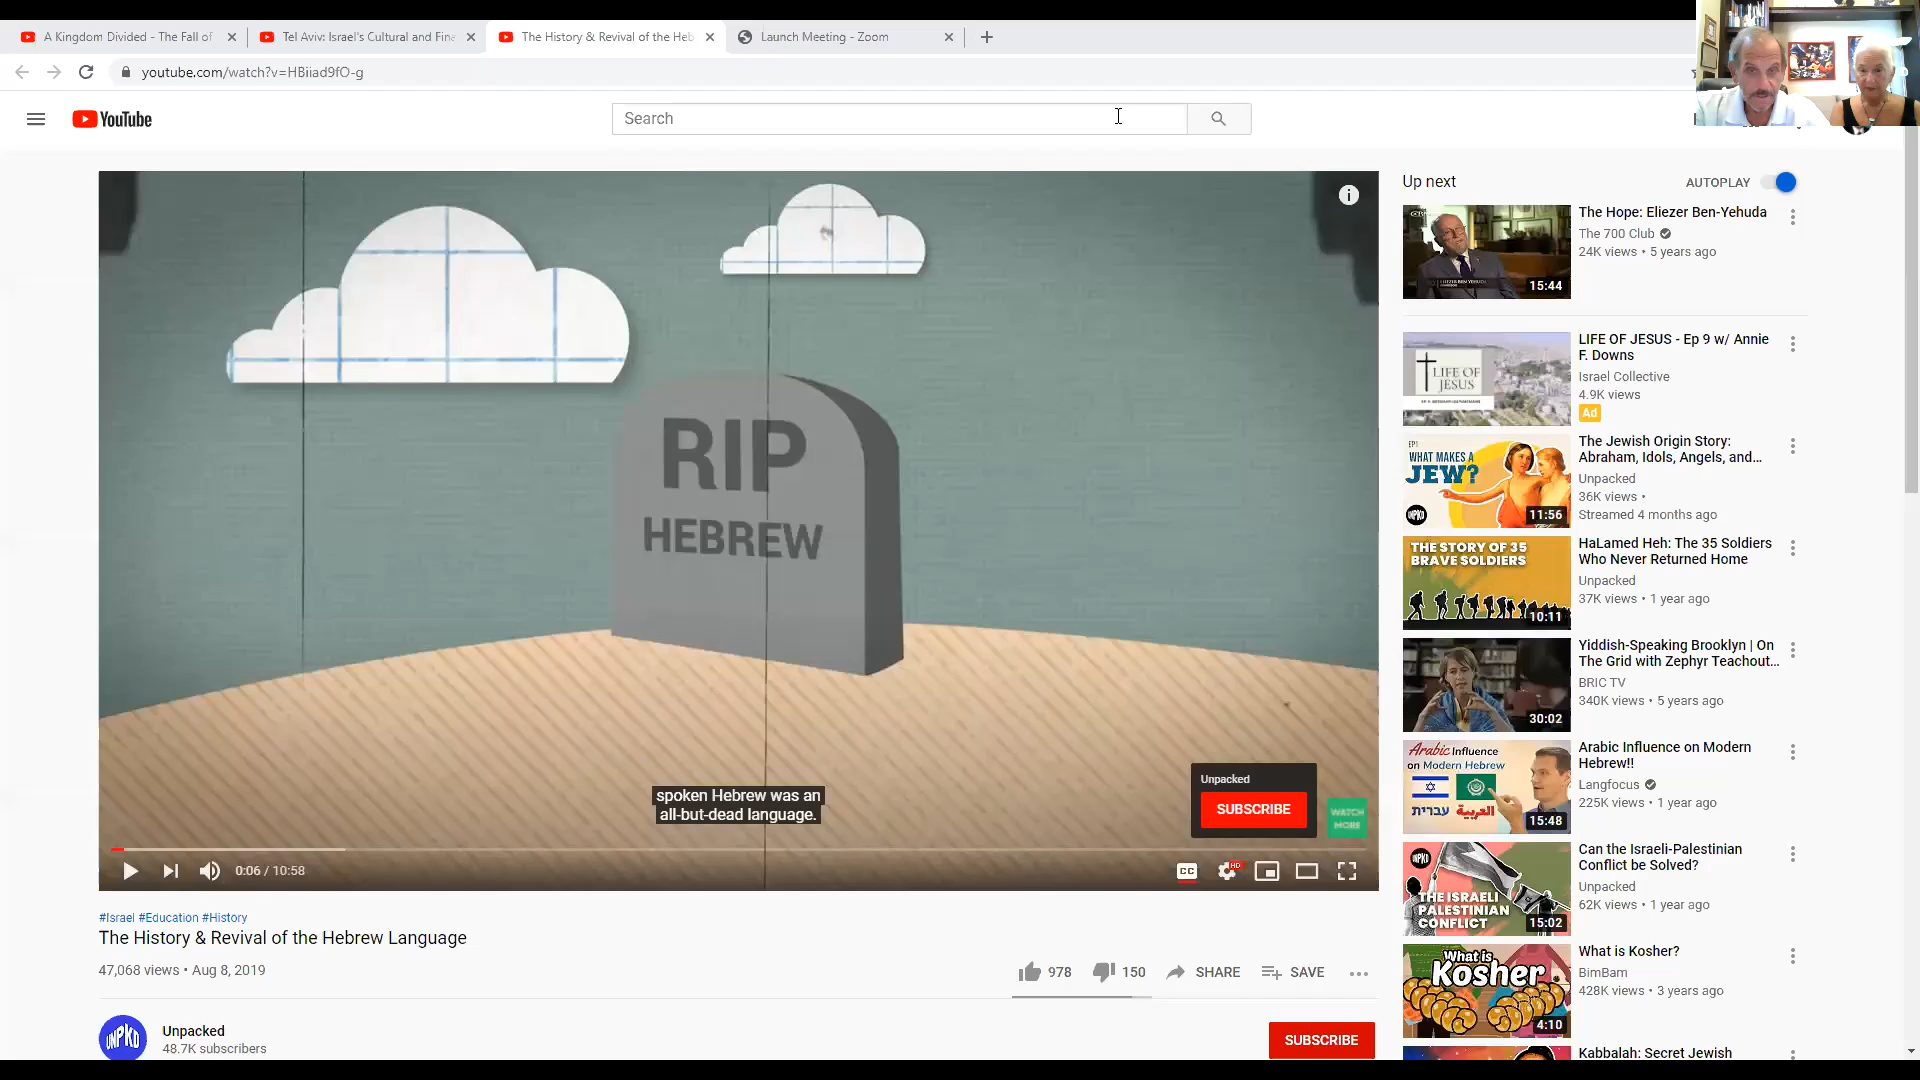 A Kingdom Divided - The Fall of
Tel Aviv: Israel's Cultural and Fina
The History & Revival of the Heb
Launch Meeting - Zoom
youtube.com/watch?v=HBiiad9fO-g
YouTube
Search
RIP
HEBREW
spoken Hebrew was an
all-but-dead language.
Unpacked
SUBSCRIBE
WATCH
MORE
0:06 / 10:58
CC
HD
#Israel #Education #History
The History & Revival of the Hebrew Language
47,068 views • Aug 8, 2019
978
150
SHARE
SAVE
UNPKD
Unpacked
48.7K subscribers
SUBSCRIBE
Up next
AUTOPLAY
15:44
The Hope: Eliezer Ben-Yehuda
The 700 Club
24K views • 5 years ago
LIFE OF
JESUS
LIFE OF JESUS - Ep 9 w/ Annie
F. Downs
Israel Collective
4.9K views
Ad
EP1
WHAT MAKES A
JEW?
UNPKD
11:56
The Jewish Origin Story:
Abraham, Idols, Angels, and...
Unpacked
36K views •
Streamed 4 months ago
THE STORY OF 35
BRAVE SOLDIERS
10:11
HaLamed Heh: The 35 Soldiers
Who Never Returned Home
Unpacked
37K views • 1 year ago
30:02
Yiddish-Speaking Brooklyn | On
The Grid with Zephyr Teachout...
BRIC TV
340K views • 5 years ago
Arabic Influence
on Modern Hebrew
עברית
العربية
15:48
Arabic Influence on Modern
Hebrew!!
Langfocus
225K views • 1 year ago
UNPKD
THE ISRAELI
PALESTINIAN
CONFLICT
15:02
Can the Israeli-Palestinian
Conflict be Solved?
Unpacked
62K views • 1 year ago
What is
Kosher?
4:10
What is Kosher?
BimBam
428K views • 3 years ago
Kabbalah: Secret Jewish